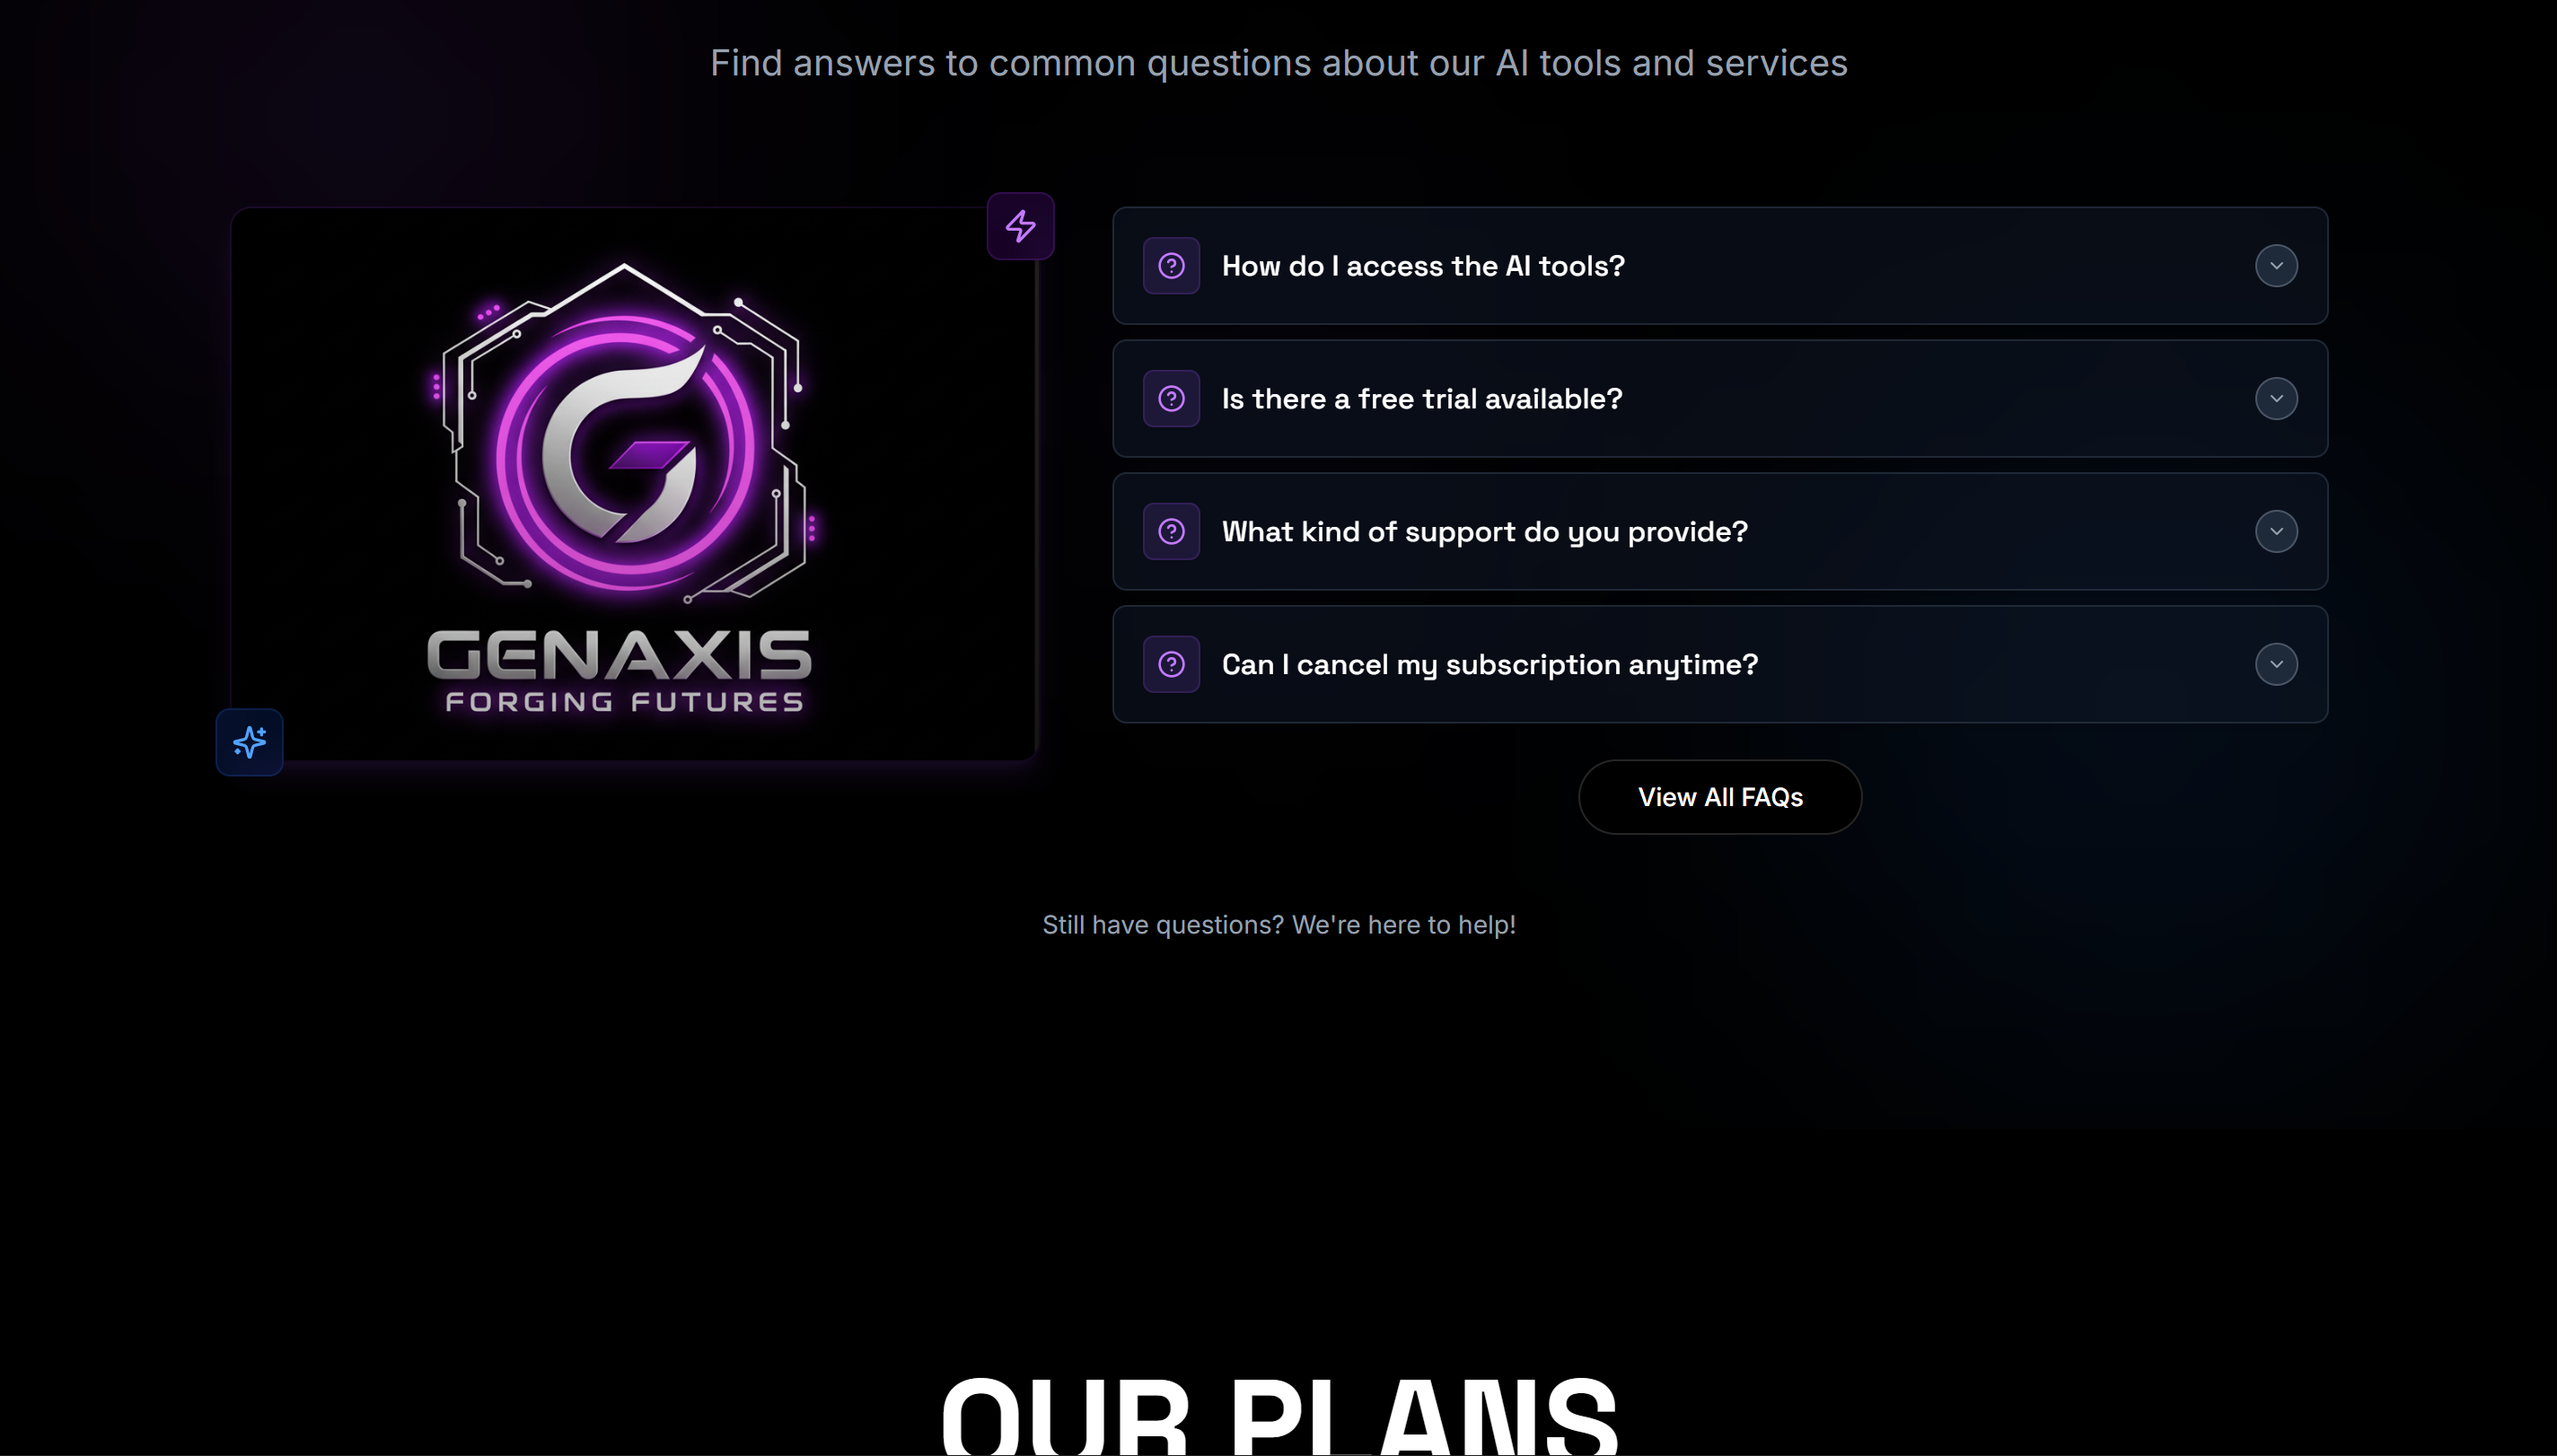 Find answers to common questions about our AI tools and services
GENAXIS
FORGING FUTURES
How do I access the AI tools?
Is there a free trial available?
What kind of support do you provide?
Can I cancel my subscription anytime?
View All FAQs
Still have questions? We're here to help!
OUR PLANS